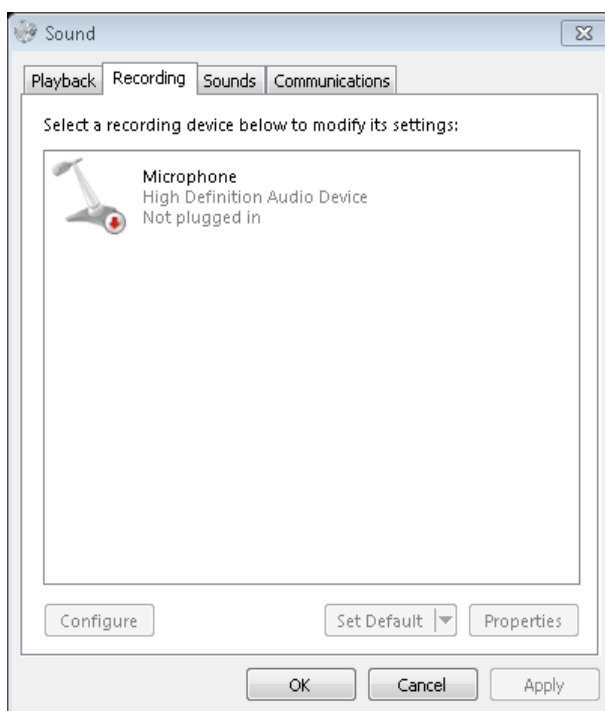 Sound
Playback Recording Sounds Communications
Select a recording device below to modify its settings:
Microphone
High Definition Audio Device
Not plugged in
Configure Set Default Properties
OK Cancel Apply